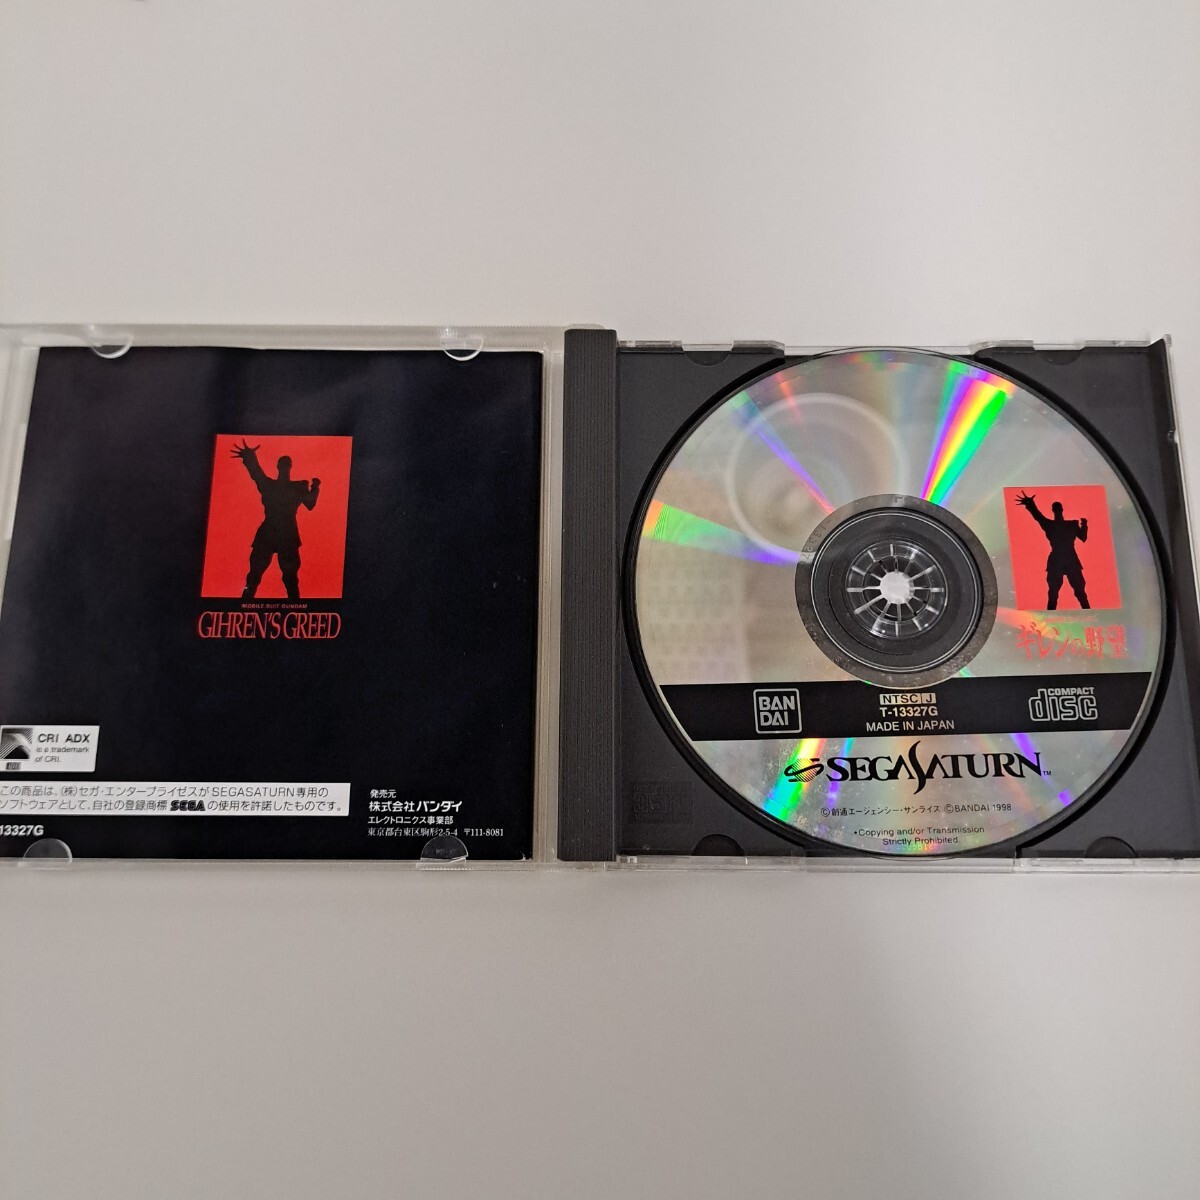 MOBILE SUIT GUNDAM
GIHREN'S GREED
CRI ADX
is a trademark
of CRI.
この商品は、(株)セガ・エンタープライゼスがSEGASATURN専用の
ソフトウェアとして、自社の登録商標 SEGA の使用を許諾したものです。
13327G
発売元
株式会社バンダイ
エレクトロニクス事業部
東京都台東区駒形2-5-4 〒111-8081
ギレンの野望
BAN
DAI
NTSC J
T-13327G
MADE IN JAPAN
COMPACT
disc
SEGASATURN™
©創通エージェンシー・サンライズ ©BANDAI 1998
•Copying and/or Transmission
Strictly Prohibited.